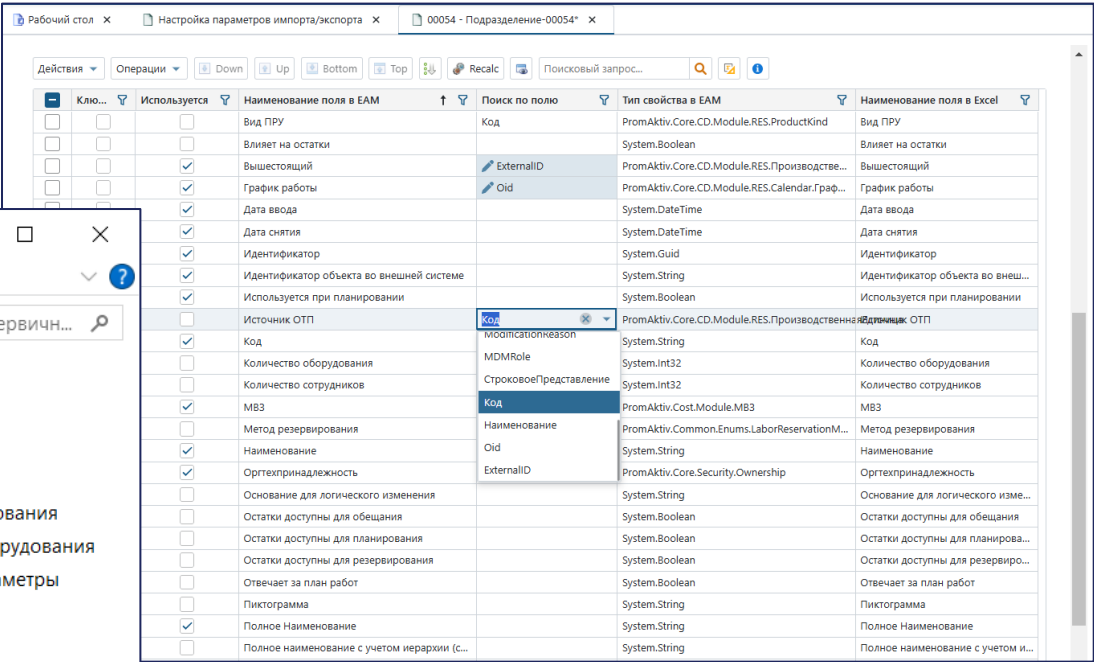 Рабочий стол × Настройка параметров импорта/экспорта × 00054 - Подразделение-00054* ×
Действия Операции Down Up Bottom Top Recalc Поисковый запрос...
Клю... Используется Наименование поля в EAM ↑ Поиск по полю Тип свойства в EAM Наименование поля в Excel
Вид ПРУ Код PromAktiv.Core.CD.Module.RES.ProductKind Вид ПРУ
Влияет на остатки System.Boolean Влияет на остатки
Вышестоящий ExternalID PromAktiv.Core.CD.Module.RES.Производстве... Вышестоящий
График работы Oid PromAktiv.Core.CD.Module.RES.Calendar.Граф... График работы
Дата ввода System.DateTime Дата ввода
Дата снятия System.DateTime Дата снятия
Идентификатор System.Guid Идентификатор
Идентификатор объекта во внешней системе System.String Идентификатор объекта во внеш...
Используется при планировании System.Boolean Используется при планировании
Источник ОТП Код PromAktiv.Core.CD.Module.RES.Производственная Источник ОТП
ModificationReason
Код System.String Код
MDMRole
Количество оборудования System.Int32 Количество оборудования
СтроковоеПредставление
Количество сотрудников System.Int32 Количество сотрудников
Код
МВЗ PromAktiv.Cost.Module.МВЗ МВЗ
Наименование
Метод резервирования PromAktiv.Common.Enums.LaborReservationM... Метод резервирования
Oid
Наименование System.String Наименование
ExternalID
Оргтехпринадлежность PromAktiv.Core.Security.Ownership Оргтехпринадлежность
Основание для логического изменения System.String Основание для логического изме...
Остатки доступны для обещания System.Boolean Остатки доступны для обещания
Остатки доступны для планирования System.Boolean Остатки доступны для планирова...
Остатки доступны для резервирования System.Boolean Остатки доступны для резервиро...
Отвечает за план работ System.Boolean Отвечает за план работ
Пиктограмма System.String Пиктограмма
Полное Наименование System.String Полное Наименование
Полное наименование с учетом иерархии (с... System.String Полное наименование с учетом и...
?
ервичн...
ования
рудования
метры